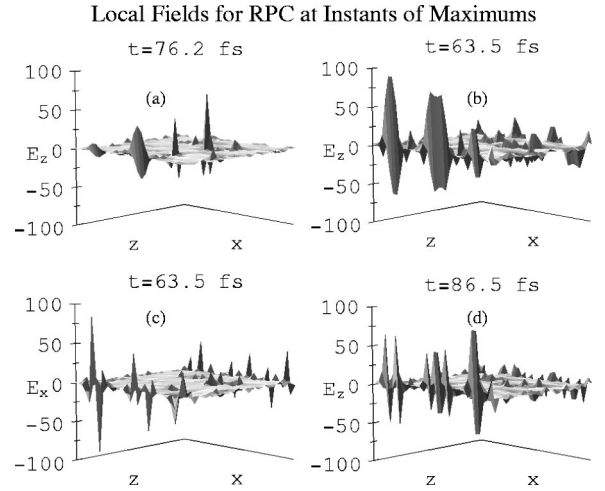 Local Fields for RPC at Instants of Maximums
t=76.2 fs
t=63.5 fs
100
50
Ez 0
-50
-100
(a)
z
x
100
50
Ez 0
-50
-100
(b)
z
x
t=63.5 fs
t=86.5 fs
100
50
Ex 0
-50
-100
(c)
z
x
100
50
Ez 0
-50
-100
(d)
z
x